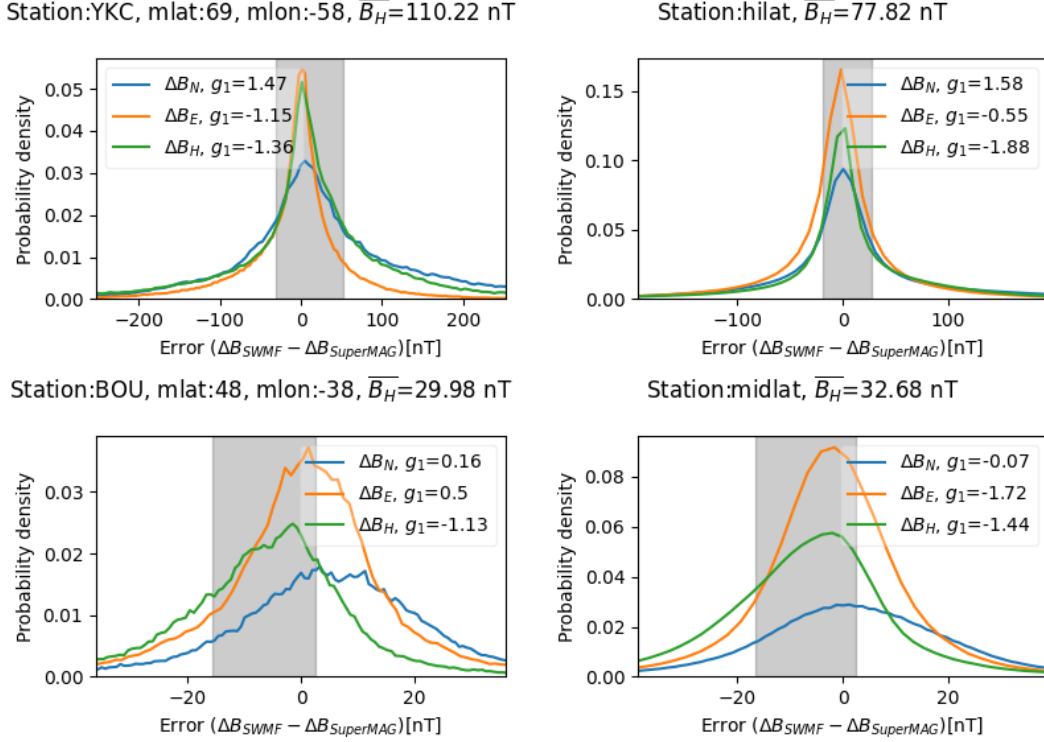 Station:YKC, mlat:69, mlon:-58, $\overline{B_H}$=110.22 nT
0.05
0.04
0.03
0.02
0.01
0.00
Probability density
ΔB_N, g_1=1.47
ΔB_E, g_1=-1.15
ΔB_H, g_1=-1.36
−200 −100 0 100 200
Error (ΔB_SWMF − ΔB_SuperMAG)[nT]
Station:hilat, $\overline{B_H}$=77.82 nT
0.15
0.10
0.05
0.00
Probability density
ΔB_N, g_1=1.58
ΔB_E, g_1=-0.55
ΔB_H, g_1=-1.88
−100 0 100
Error (ΔB_SWMF − ΔB_SuperMAG)[nT]
Station:BOU, mlat:48, mlon:-38, $\overline{B_H}$=29.98 nT
0.03
0.02
0.01
0.00
Probability density
ΔB_N, g_1=0.16
ΔB_E, g_1=0.5
ΔB_H, g_1=-1.13
−20 0 20
Error (ΔB_SWMF − ΔB_SuperMAG)[nT]
Station:midlat, $\overline{B_H}$=32.68 nT
0.08
0.06
0.04
0.02
0.00
Probability density
ΔB_N, g_1=-0.07
ΔB_E, g_1=-1.72
ΔB_H, g_1=-1.44
−20 0 20
Error (ΔB_SWMF − ΔB_SuperMAG)[nT]